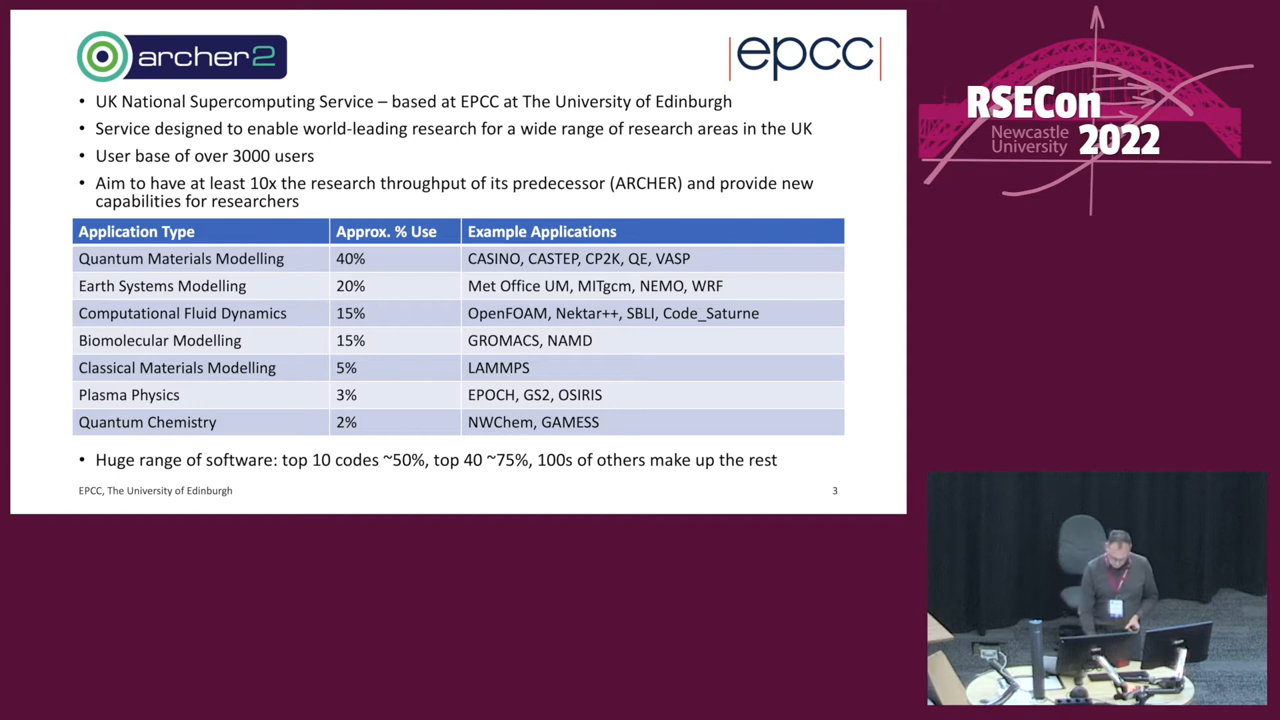 archer2
epcc
• UK National Supercomputing Service – based at EPCC at The University of Edinburgh
• Service designed to enable world-leading research for a wide range of research areas in the UK
• User base of over 3000 users
• Aim to have at least 10x the research throughput of its predecessor (ARCHER) and provide new
capabilities for researchers
Application Type Approx. % Use Example Applications
Quantum Materials Modelling 40% CASINO, CASTEP, CP2K, QE, VASP
Earth Systems Modelling 20% Met Office UM, MITgcm, NEMO, WRF
Computational Fluid Dynamics 15% OpenFOAM, Nektar++, SBLI, Code_Saturne
Biomolecular Modelling 15% GROMACS, NAMD
Classical Materials Modelling 5% LAMMPS
Plasma Physics 3% EPOCH, GS2, OSIRIS
Quantum Chemistry 2% NWChem, GAMESS
• Huge range of software: top 10 codes ~50%, top 40 ~75%, 100s of others make up the rest
EPCC, The University of Edinburgh 3
RSECon
Newcastle
University 2022